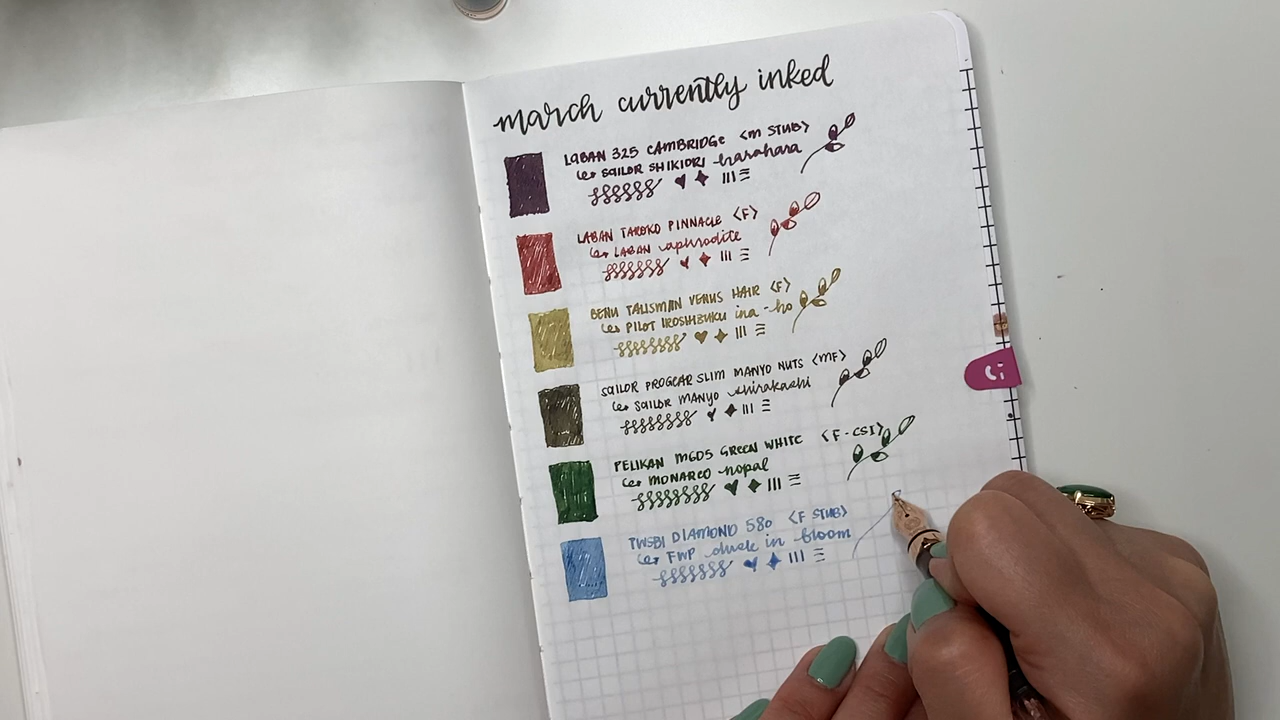 march currently inked
LABAN 325 CAMBRIDGE <M STUB>
SAILOR SHIKIORI harahara
LABAN TAROKO PINNACLE <F>
LABAN aphrodite
BENU TALISMAN VENUS HAIR <F>
PILOT IROSHIZUKU ina-ho
SAILOR PROGEAR SLIM MANYO NUTS <MF>
SAILOR MANYO shirakashi
PELIKAN M605 GREEN WHITE <F-CSI>
MONARCO nopal
TWSBI DIAMOND 580 <F STUB>
FWP dusk in bloom